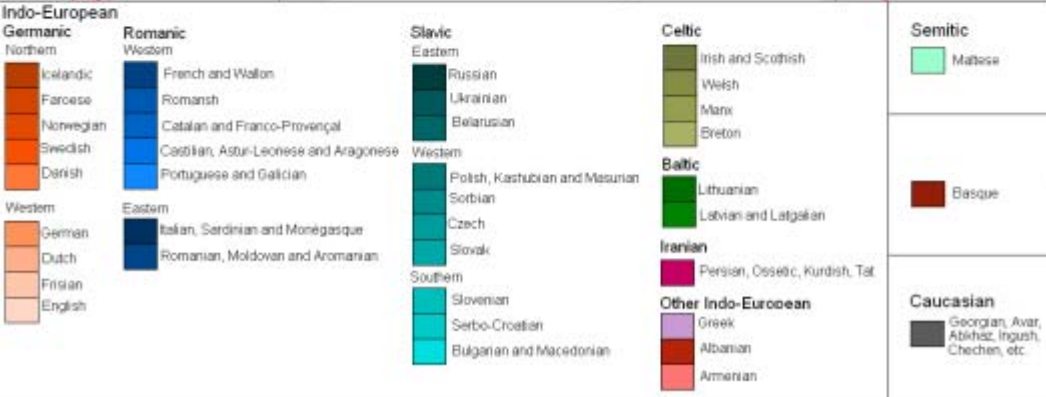 Indo-European
Germanic
Northern
Icelandic
Faroese
Norwegian
Swedish
Danish
Western
German
Dutch
Frisian
English
Romanic
Western
French and Wallon
Romansh
Catalan and Franco-Provençal
Castilian, Astur-Leonese and Aragonese
Portuguese and Galician
Eastern
Italian, Sardinian and Monégasque
Romanian, Moldovan and Aromanian
Slavic
Eastern
Russian
Ukrainian
Belarusian
Western
Polish, Kashubian and Masurian
Sorbian
Czech
Slovak
Southern
Slovenian
Serbo-Croatian
Bulgarian and Macedonian
Celtic
Irish and Scothish
Welsh
Manx
Breton
Baltic
Lithuanian
Latvian and Latgalian
Iranian
Persian, Ossetic, Kurdish, Tat
Other Indo-European
Greek
Albanian
Armenian
Semitic
Maltese
Basque
Caucasian
Georgian, Avar,
Abkhaz, Ingush,
Chechen, etc